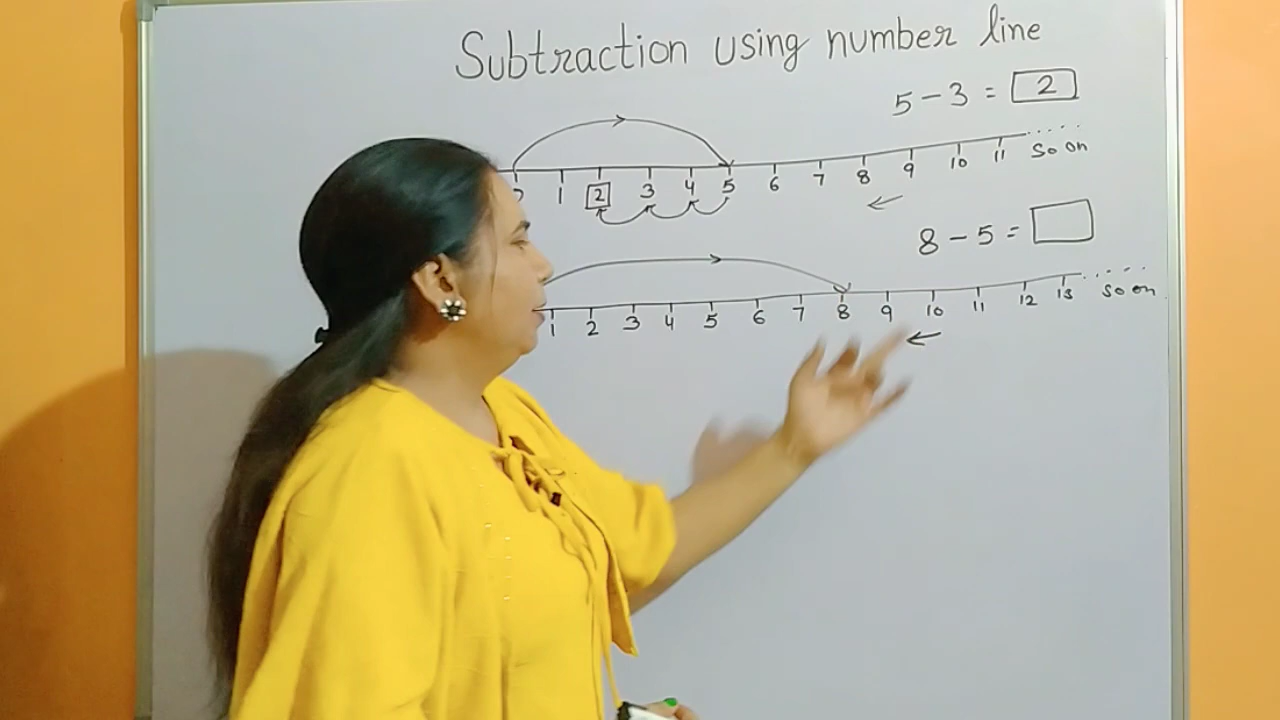 Subtraction using number line
5 - 3 = 2
1 2 3 4 5 6 7 8 9 10 11 ..... so on
←
8 - 5 =
1 2 3 4 5 6 7 8 9 10 11 12 13 ..... so on
←